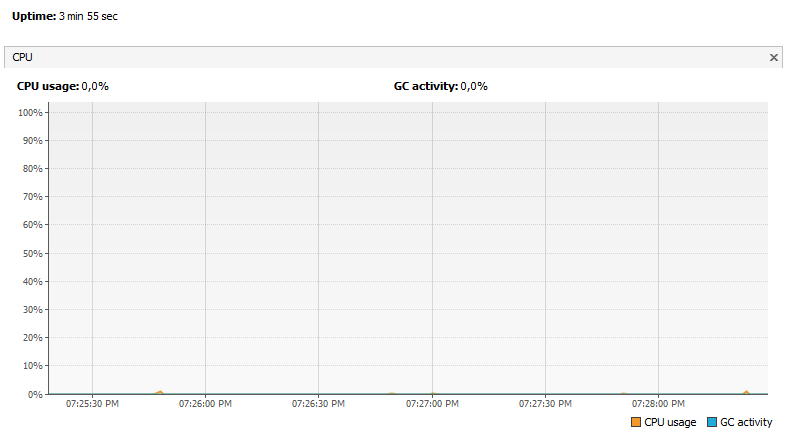 Uptime: 3 min 55 sec
CPU
CPU usage: 0,0% GC activity: 0,0%
100%
90%
80%
70%
60%
50%
40%
30%
20%
10%
0%
07:25:30 PM 07:26:00 PM 07:26:30 PM 07:27:00 PM 07:27:30 PM 07:28:00 PM
CPU usage GC activity